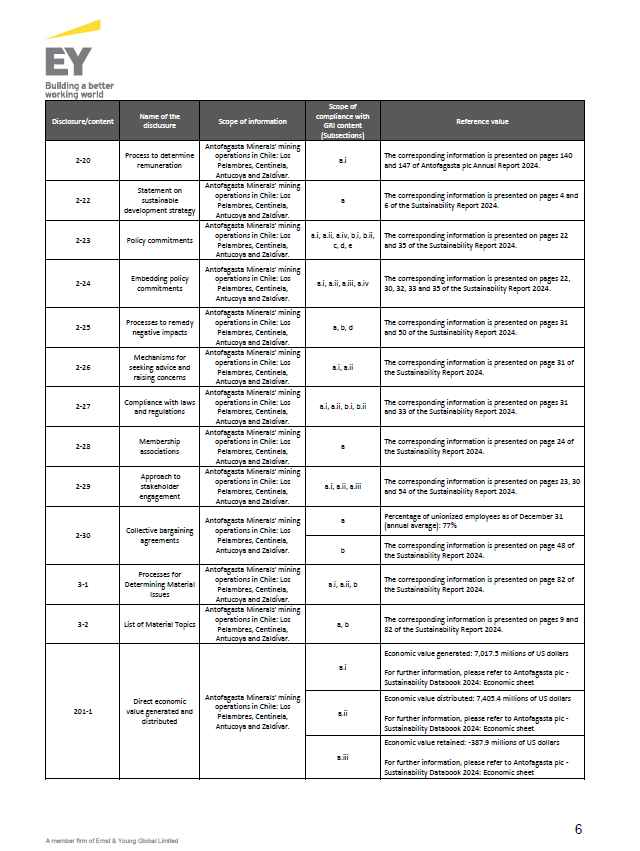 EY
Building a better
working world
Disclosure/content
Name of the
disclusure
Scope of information
Scope of
compliance with
GRI content
(Subsections)
Reference value
2-20
Process to determine
remuneration
Antofagasta Minerals' mining
operations in Chile: Los
Pelambres, Centinela,
Antucoya and Zaldívar.
a.i
The corresponding information is presented on pages 140
and 147 of Antofagasta plc Annual Report 2024.
2-22
Statement on
sustainable
development strategy
Antofagasta Minerals' mining
operations in Chile: Los
Pelambres, Centinela,
Antucoya and Zaldívar.
a
The corresponding information is presented on pages 4 and
6 of the Sustainability Report 2024.
2-23
Policy commitments
Antofagasta Minerals' mining
operations in Chile: Los
Pelambres, Centinela,
Antucoya and Zaldívar.
a.i, a.ii, a.iv, b.i, b.ii,
c, d, e
The corresponding information is presented on pages 22
and 35 of the Sustainability Report 2024.
2-24
Embedding policy
commitments
Antofagasta Minerals' mining
operations in Chile: Los
Pelambres, Centinela,
Antucoya and Zaldívar.
a.i, a.ii, a.iii, a.iv
The corresponding information is presented on pages 22,
30, 32, 33 and 35 of the Sustainability Report 2024.
2-25
Processes to remedy
negative impacts
Antofagasta Minerals' mining
operations in Chile: Los
Pelambres, Centinela,
Antucoya and Zaldívar.
a, b, d
The corresponding information is presented on pages 31
and 50 of the Sustainability Report 2024.
2-26
Mechanisms for
seeking advice and
raising concerns
Antofagasta Minerals' mining
operations in Chile: Los
Pelambres, Centinela,
Antucoya and Zaldívar.
a.i, a.ii
The corresponding information is presented on page 31 of
the Sustainability Report 2024.
2-27
Compliance with laws
and regulations
Antofagasta Minerals' mining
operations in Chile: Los
Pelambres, Centinela,
Antucoya and Zaldívar.
a.i, a.ii, b.i, b.ii
The corresponding information is presented on pages 31
and 33 of the Sustainability Report 2024.
2-28
Membership
associations
Antofagasta Minerals' mining
operations in Chile: Los
Pelambres, Centinela,
Antucoya and Zaldívar.
a
The corresponding information is presented on page 24 of
the Sustainability Report 2024.
2-29
Approach to
stakeholder
engagement
Antofagasta Minerals' mining
operations in Chile: Los
Pelambres, Centinela,
Antucoya and Zaldívar.
a.i, a.ii, a.iii
The corresponding information is presented on pages 23, 30
and 54 of the Sustainability Report 2024.
2-30
Collective bargaining
agreements
Antofagasta Minerals' mining
operations in Chile: Los
Pelambres, Centinela,
Antucoya and Zaldívar.
a
Percentage of unionized employees as of December 31
(annual average): 77%
b
The corresponding information is presented on page 48 of
the Sustainability Report 2024.
3-1
Processes for
Determining Material
Issues
Antofagasta Minerals' mining
operations in Chile: Los
Pelambres, Centinela,
Antucoya and Zaldívar.
a.i, a.ii, b
The corresponding information is presented on page 82 of
the Sustainability Report 2024.
3-2
List of Material Topics
Antofagasta Minerals' mining
operations in Chile: Los
Pelambres, Centinela,
Antucoya and Zaldívar.
a, b
The corresponding information is presented on pages 9 and
82 of the Sustainability Report 2024.
201-1
Direct economic
value generated and
distributed
Antofagasta Minerals' mining
operations in Chile: Los
Pelambres, Centinela,
Antucoya and Zaldívar.
a.i
Economic value generated: 7,017.5 millions of US dollars
For further information, please refer to Antofagasta plc -
Sustainability Databook 2024: Economic sheet
a.ii
Economic value distributed: 7,405.4 millions of US dollars
For further information, please refer to Antofagasta plc -
Sustainability Databook 2024: Economic sheet
a.iii
Economic value retained: -387.9 millions of US dollars
For further information, please refer to Antofagasta plc -
Sustainability Databook 2024: Economic sheet
6
A member firm of Ernst & Young Global Limited